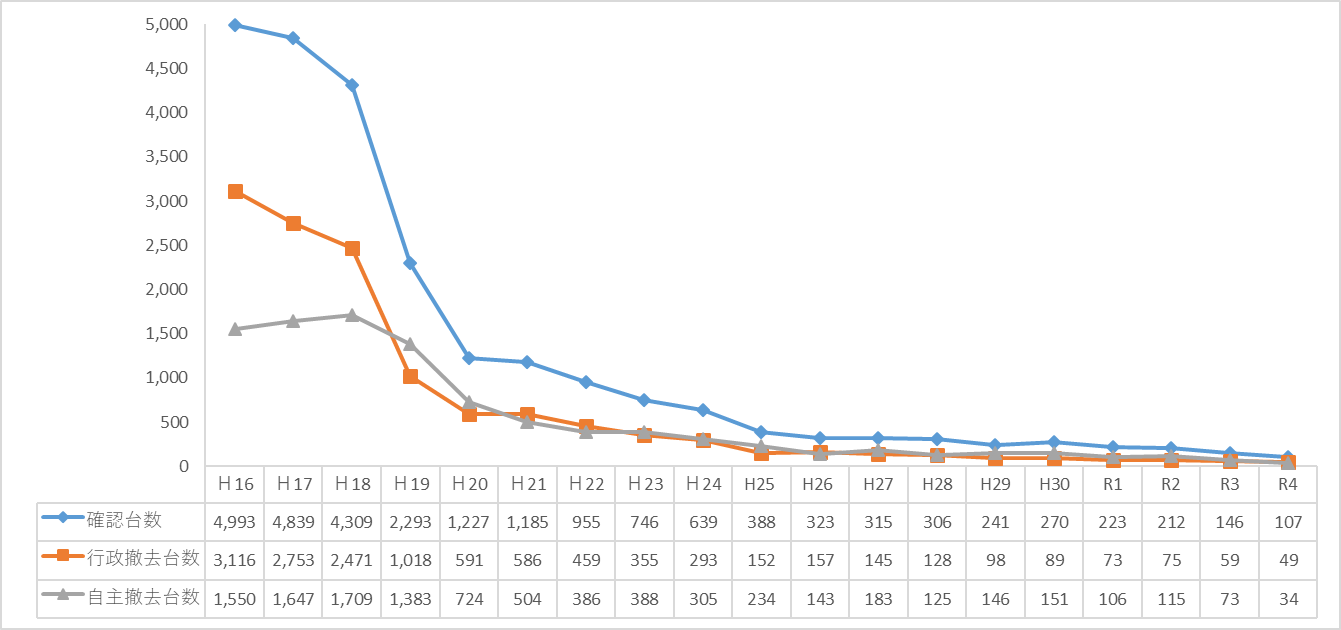 5,000
4,500
4,000
3,500
3,000
2,500
2,000
1,500
1,000
500
0
Ｈ16 Ｈ17 Ｈ18 Ｈ19 Ｈ20 Ｈ21 Ｈ22 Ｈ23 Ｈ24 H25 H26 H27 H28 H29 H30 R1 R2 R3 R4
確認台数 4,993 4,839 4,309 2,293 1,227 1,185 955 746 639 388 323 315 306 241 270 223 212 146 107
行政撤去台数 3,116 2,753 2,471 1,018 591 586 459 355 293 152 157 145 128 98 89 73 75 59 49
自主撤去台数 1,550 1,647 1,709 1,383 724 504 386 388 305 234 143 183 125 146 151 106 115 73 34